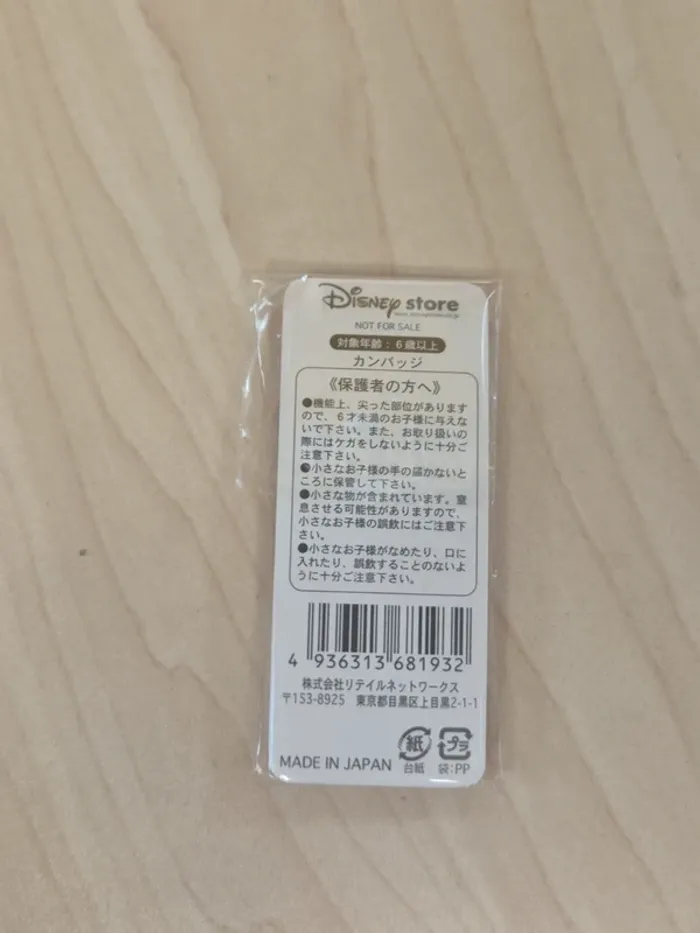 Disney store
NOT FOR SALE
対象年齢:6歳以上
カンバッジ
《保護者の方へ》
●機能上、尖った部位があります
ので、6才未満のお子様に与えな
いで下さい。また、お取り扱いの
際にはケガをしないように十分ご
注意下さい。
●小さなお子様の手の届かないと
ころに保管して下さい。
●小さな物が含まれています。窒
息させる可能性がありますので、
小さなお子様の誤飲にはご注意下
さい。
●小さなお子様がなめたり、口に
入れたり、誤飲することのないよ
うに十分ご注意下さい。
4 936313 681932
株式会社リテイルネットワークス
〒153-8925 東京都目黒区上目黒2-1-1
紙 プラ
MADE IN JAPAN 台紙 袋:PP